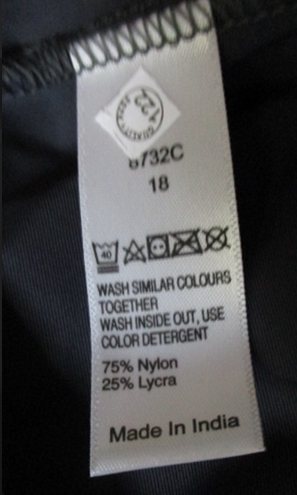 122
8732C
18
40
WASH SIMILAR COLOURS
TOGETHER
WASH INSIDE OUT, USE
COLOR DETERGENT
75% Nylon
25% Lycra
Made In India